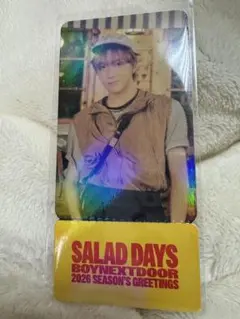 SALAD DAYS
BOYNEXTDOOR
2026 SEASON'S GREETINGS